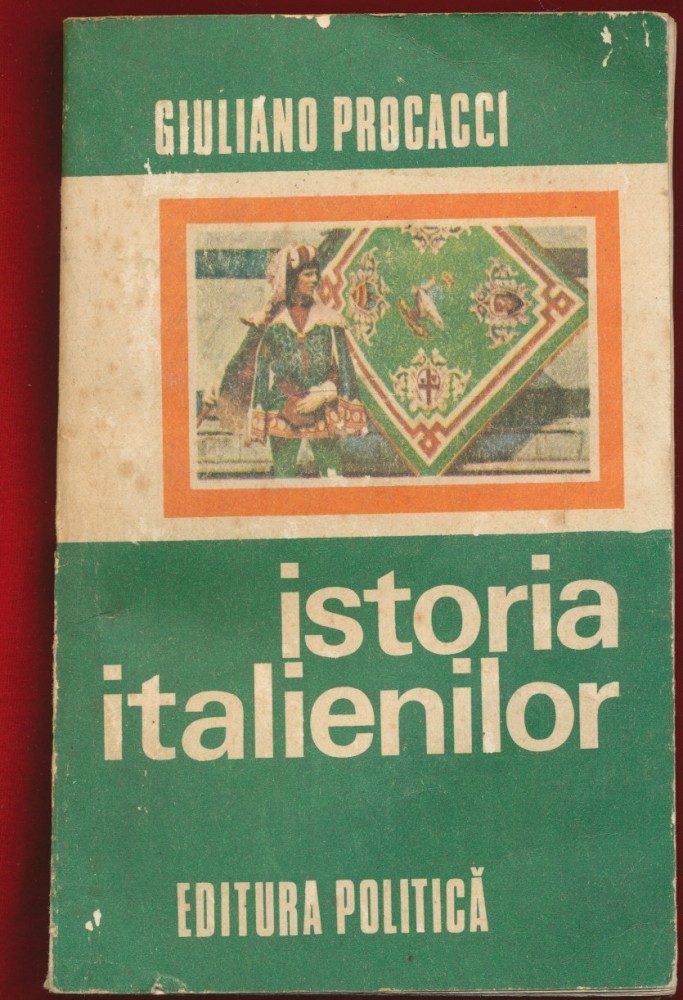 GIULIANO PROCACCI
istoria
italienilor
EDITURA POLITICĂ